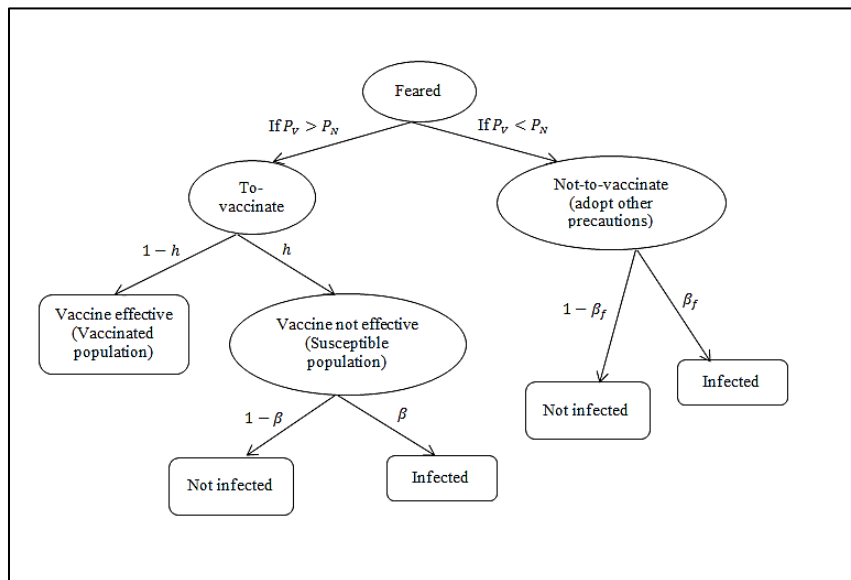 Feared
If P_V > P_N
If P_V < P_N
To-
vaccinate
Not-to-vaccinate
(adopt other
precautions)
1 − h
h
Vaccine effective
(Vaccinated
population)
Vaccine not effective
(Susceptible
population)
1 − β_f
β_f
Not infected
Infected
1 − β
β
Not infected
Infected